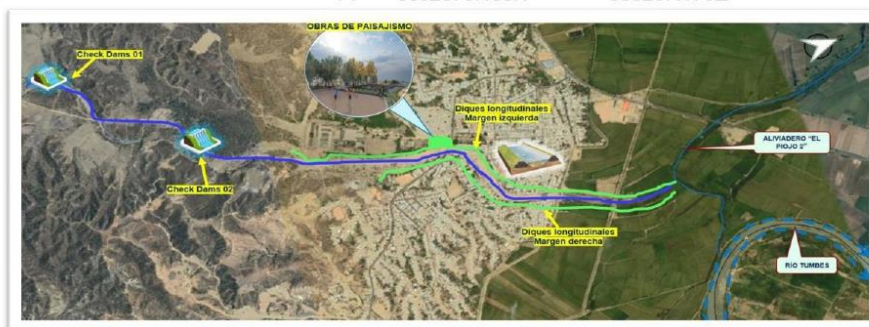 OBRAS DE PAISAJISMO
Check Dams 01
Diques longitudinales
Margen izquierda
ALIVIADERO "EL
PIOJO 2"
Check Dams 02
Diques longitudinales
Margen derecha
RÍO TUMBES